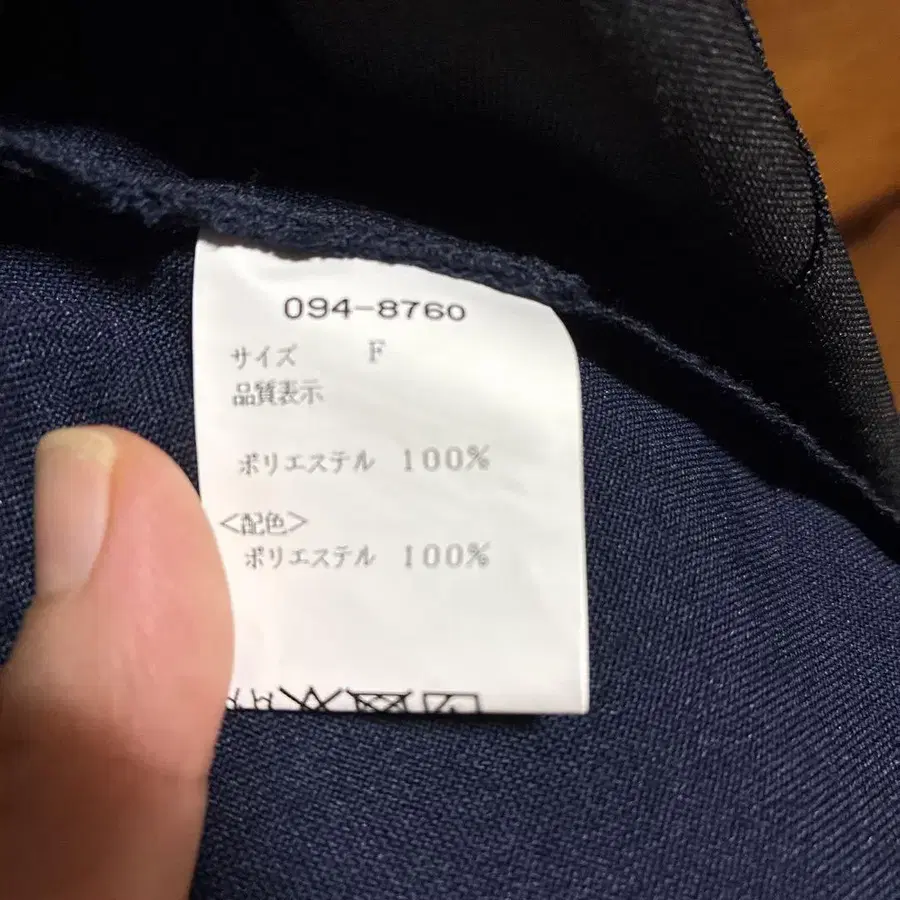 094-8760
サイズ F
品質表示
ポリエステル 100%
<配色>
ポリエステル 100%